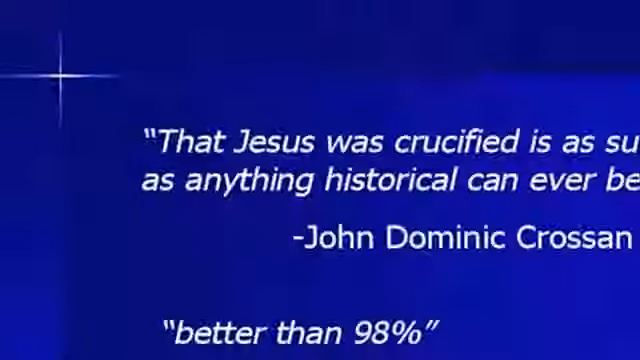 “That Jesus was crucified is as su
as anything historical can ever be
-John Dominic Crossan
“better than 98%”